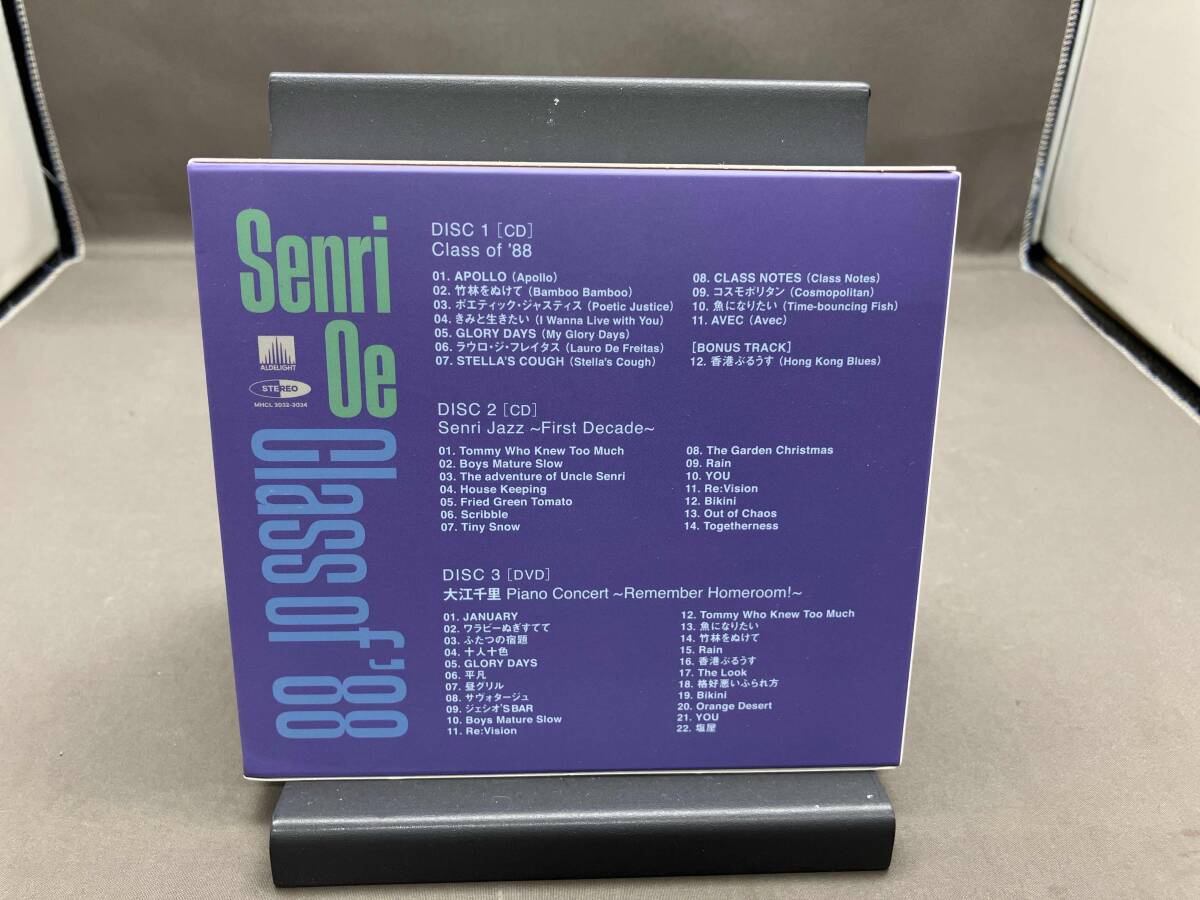 Senri
Oe
Class of '88
ALDELIGHT
STEREO
MHCL 3032-3034
DISC 1 [CD]
Class of '88
01. APOLLO (Apollo)
02. 竹林をぬけて (Bamboo Bamboo)
03. ポエティック・ジャスティス (Poetic Justice)
04. きみと生きたい (I Wanna Live with You)
05. GLORY DAYS (My Glory Days)
06. ラウロ・ジ・フレイタス (Lauro De Freitas)
07. STELLA'S COUGH (Stella's Cough)
08. CLASS NOTES (Class Notes)
09. コスモポリタン (Cosmopolitan)
10. 魚になりたい (Time-bouncing Fish)
11. AVEC (Avec)
[BONUS TRACK]
12. 香港ぶるうす (Hong Kong Blues)
DISC 2 [CD]
Senri Jazz ~First Decade~
01. Tommy Who Knew Too Much
02. Boys Mature Slow
03. The adventure of Uncle Senri
04. House Keeping
05. Fried Green Tomato
06. Scribble
07. Tiny Snow
08. The Garden Christmas
09. Rain
10. YOU
11. Re:Vision
12. Bikini
13. Out of Chaos
14. Togetherness
DISC 3 [DVD]
大江千里 Piano Concert ~Remember Homeroom!~
01. JANUARY
02. ワラビーぬぎすてて
03. ふたつの宿題
04. 十人十色
05. GLORY DAYS
06. 平凡
07. 昼グリル
08. サヴォタージュ
09. ジェシオ'S BAR
10. Boys Mature Slow
11. Re:Vision
12. Tommy Who Knew Too Much
13. 魚になりたい
14. 竹林をぬけて
15. Rain
16. 香港ぶるうす
17. The Look
18. 格好悪いふられ方
19. Bikini
20. Orange Desert
21. YOU
22. 塩屋